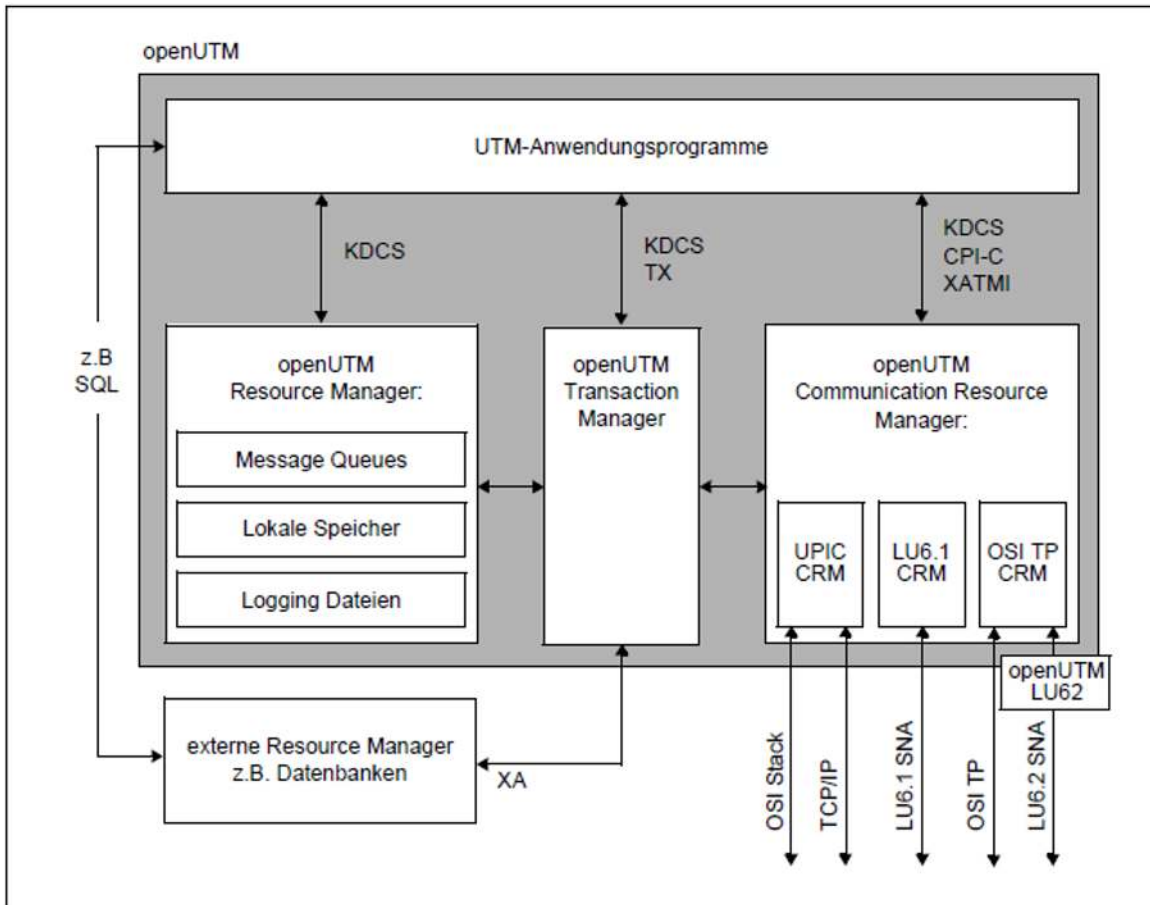 openUTM
UTM-Anwendungsprogramme
KDCS
KDCS
TX
KDCS
CPI-C
XATMI
z.B
SQL
openUTM
Resource Manager:
Message Queues
Lokale Speicher
Logging Dateien
openUTM
Transaction
Manager
openUTM
Communication Resource
Manager:
UPIC
CRM
LU6.1
CRM
OSI TP
CRM
openUTM
LU62
externe Resource Manager
z.B. Datenbanken
XA
OSI Stack
TCP/IP
LU6.1 SNA
OSI TP
LU6.2 SNA